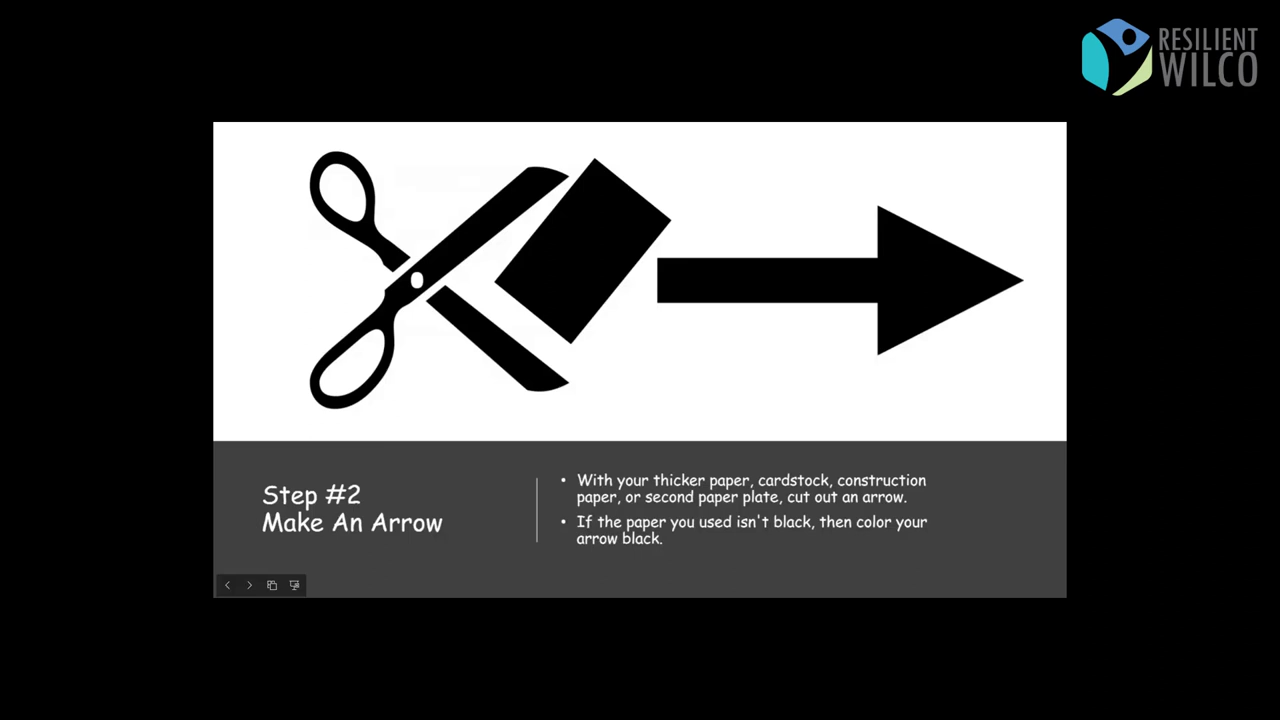 RESILIENT
WILCO
Step #2
Make An Arrow
• With your thicker paper, cardstock, construction
paper, or second paper plate, cut out an arrow.
• If the paper you used isn't black, then color your
arrow black.